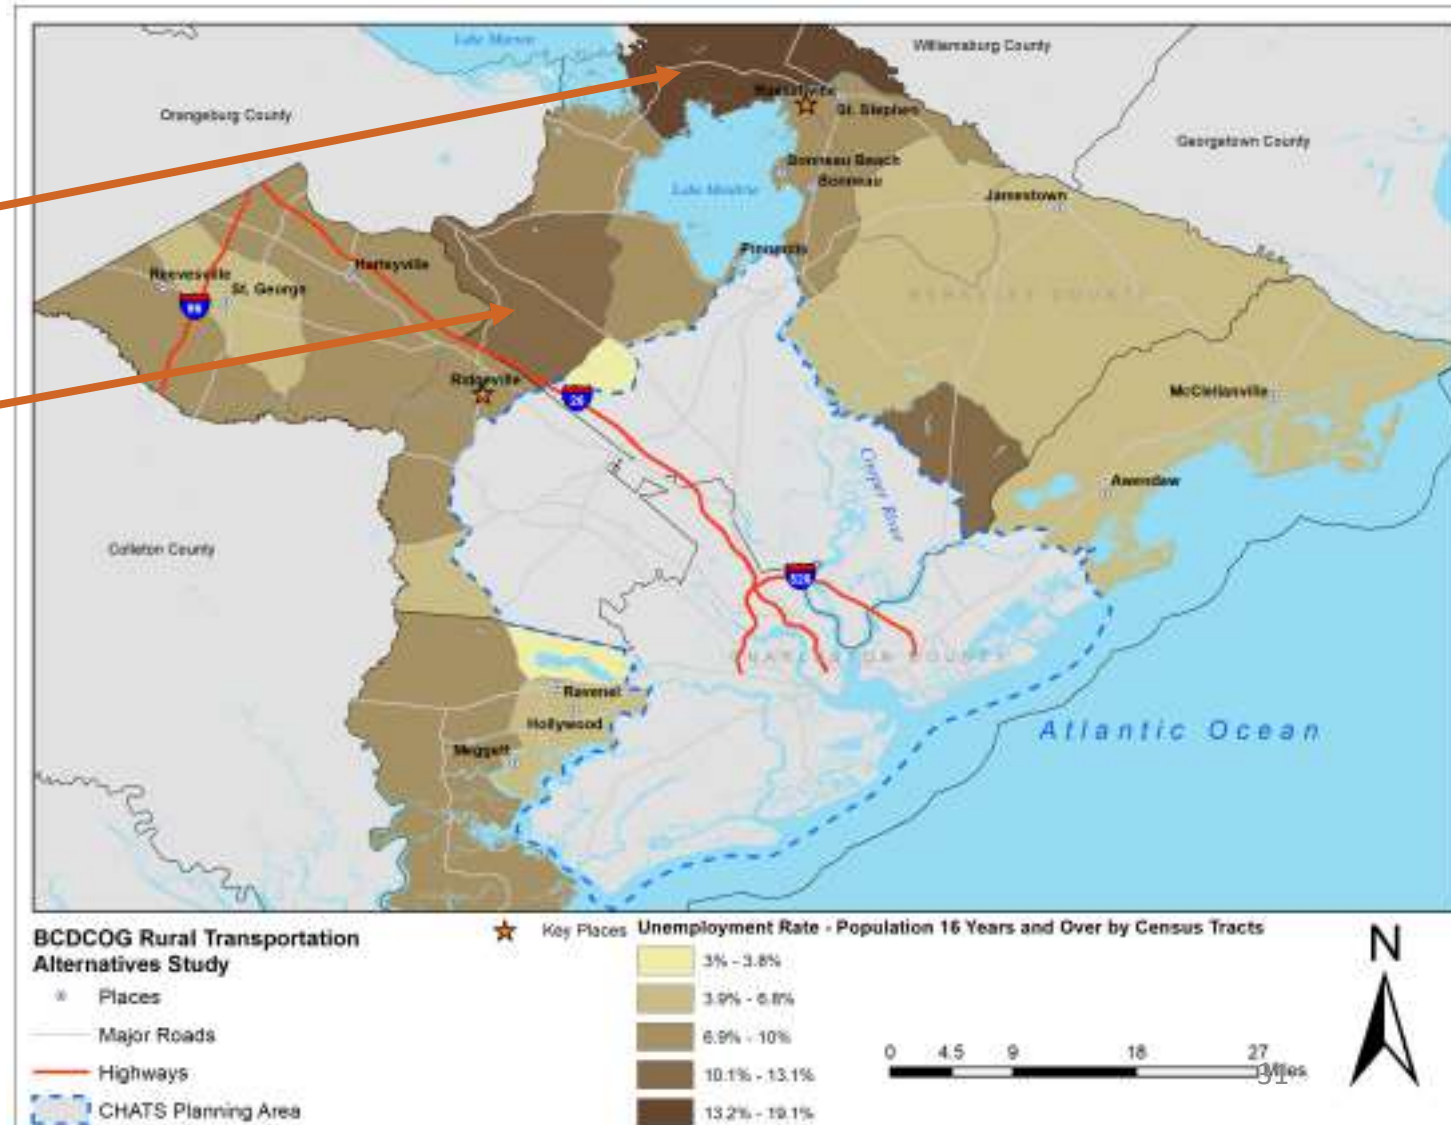 Lake Marion
Williamsburg County
Orangeburg County
Russellville
St. Stephen
Georgetown County
Bonneau Beach
Bonneau
Lake Moultrie
Jamestown
Pinopolis
Harleyville
Reevesville
St. George
95
BERKELEY COUNTY
Ridgeville
26
McClellanville
Cooper River
Awendaw
Colleton County
526
CHARLESTON COUNTY
Ravenel
Hollywood
Meggett
Atlantic Ocean
BCDCOG Rural Transportation
Alternatives Study
Places
Major Roads
Highways
CHATS Planning Area
Key Places
Unemployment Rate - Population 16 Years and Over by Census Tracts
3% - 3.8%
3.9% - 6.8%
6.9% - 10%
10.1% - 13.1%
13.2% - 19.1%
0 4.5 9 18 27
Miles
31
N